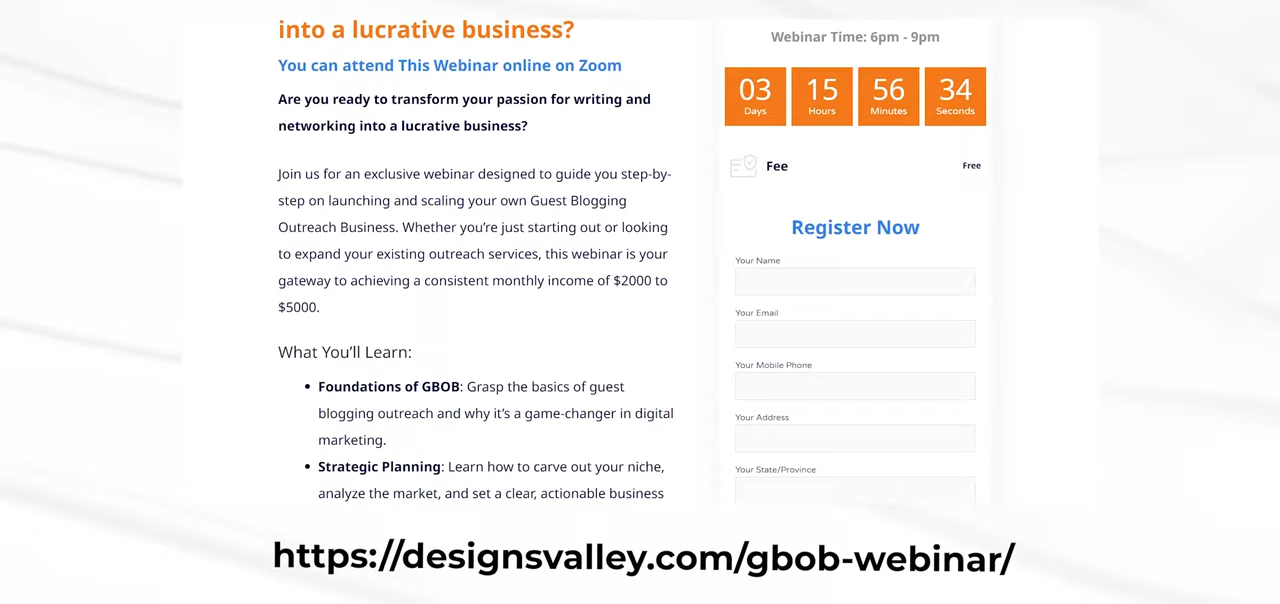 into a lucrative business?
You can attend This Webinar online on Zoom
Are you ready to transform your passion for writing and
networking into a lucrative business?
Join us for an exclusive webinar designed to guide you step-by-
step on launching and scaling your own Guest Blogging
Outreach Business. Whether you’re just starting out or looking
to expand your existing outreach services, this webinar is your
gateway to achieving a consistent monthly income of $2000 to
$5000.
What You’ll Learn:
• Foundations of GBOB: Grasp the basics of guest
blogging outreach and why it’s a game-changer in digital
marketing.
• Strategic Planning: Learn how to carve out your niche,
analyze the market, and set a clear, actionable business
Webinar Time: 6pm - 9pm
03 15 56 34
Days Hours Minutes Seconds
Fee Free
Register Now
Your Name
Your Email
Your Mobile Phone
Your Address
Your State/Province
https://designsvalley.com/gbob-webinar/